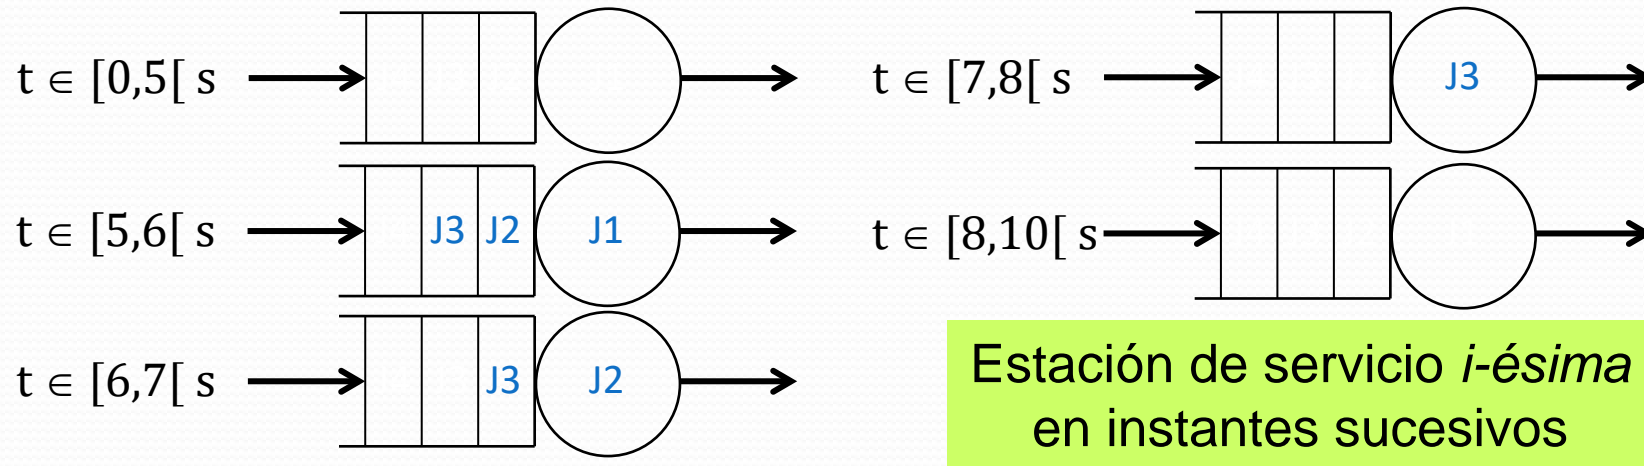 t ∈ [0,5[ s
t ∈ [5,6[ s
J3 J2 J1
t ∈ [6,7[ s
J3 J2
t ∈ [7,8[ s
J3
t ∈ [8,10[ s
Estación de servicio i-ésima
en instantes sucesivos